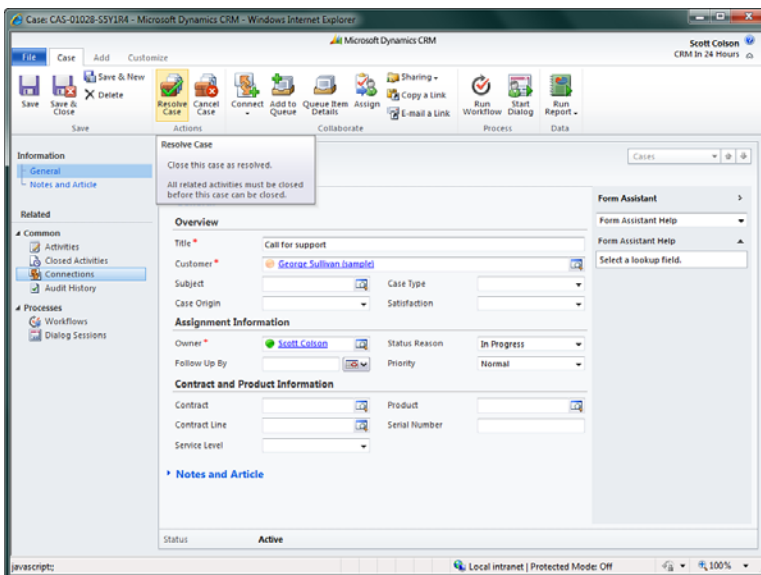 Case: CAS-01028-S5Y1R4 - Microsoft Dynamics CRM - Windows Internet Explorer
Microsoft Dynamics CRM
Scott Colson
CRM In 24 Hours
File Case Add Customize
Save
Save & Close
Save & New
Delete
Resolve Case
Cancel Case
Connect
Add to Queue
Queue Item Details
Assign
Sharing
Copy a Link
E-mail a Link
Run Workflow
Start Dialog
Run Report
Save Actions Collaborate Process Data
Resolve Case
Close this case as resolved.
All related activities must be closed
before this case can be closed.
Information
General
Notes and Article
Related
Common
Activities
Closed Activities
Connections
Audit History
Processes
Workflows
Dialog Sessions
Cases
Overview
Title * Call for support
Customer * George Sullivan (sample)
Subject Case Type
Case Origin Satisfaction
Assignment Information
Owner * Scott Colson Status Reason In Progress
Follow Up By Priority Normal
Contract and Product Information
Contract Product
Contract Line Serial Number
Service Level
Notes and Article
Status Active
Form Assistant
Form Assistant Help
Form Assistant Help
Select a lookup field.
javascript:;
Local intranet | Protected Mode: Off
100%